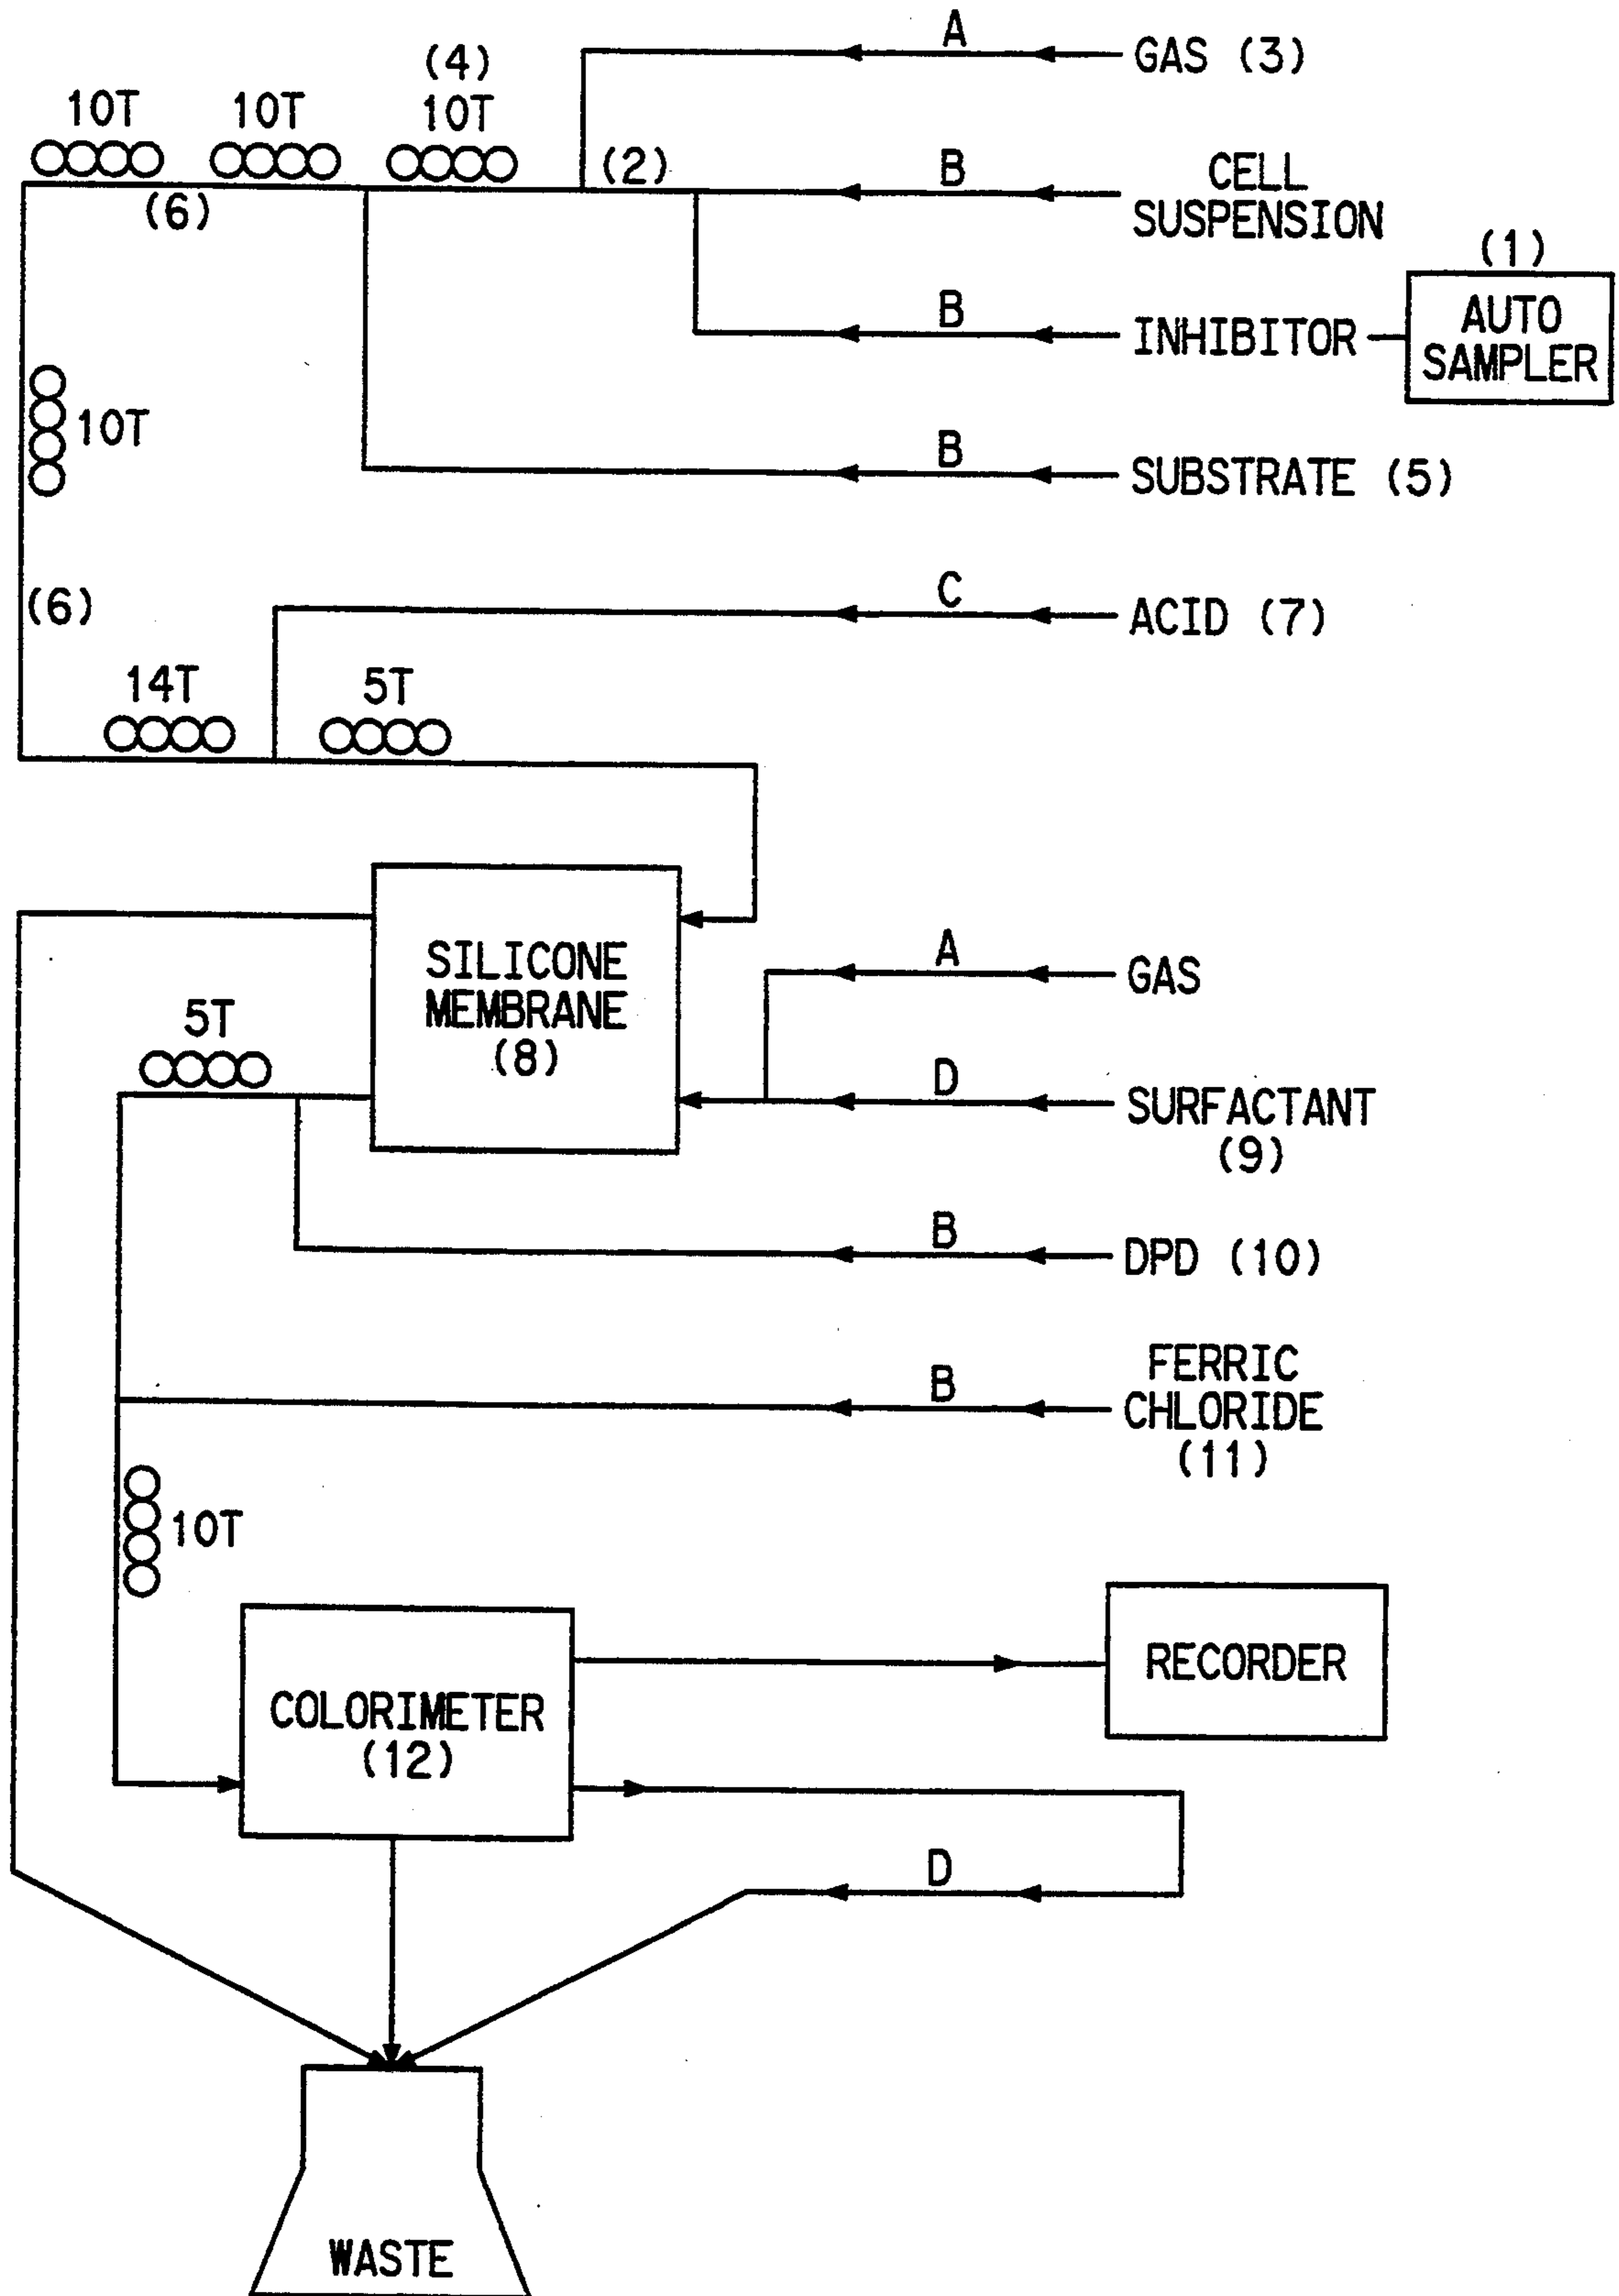 A
GAS (3)
(4)
10T
10T
10T
(2)
B
CELL
SUSPENSION
(6)
(1)
AUTO
SAMPLER
B
INHIBITOR
10T
B
SUBSTRATE (5)
(6)
C
ACID (7)
14T
5T
SILICONE
MEMBRANE
(8)
A
GAS
5T
D
SURFACTANT
(9)
B
DPD (10)
B
FERRIC
CHLORIDE
(11)
10T
RECORDER
COLORIMETER
(12)
D
WASTE